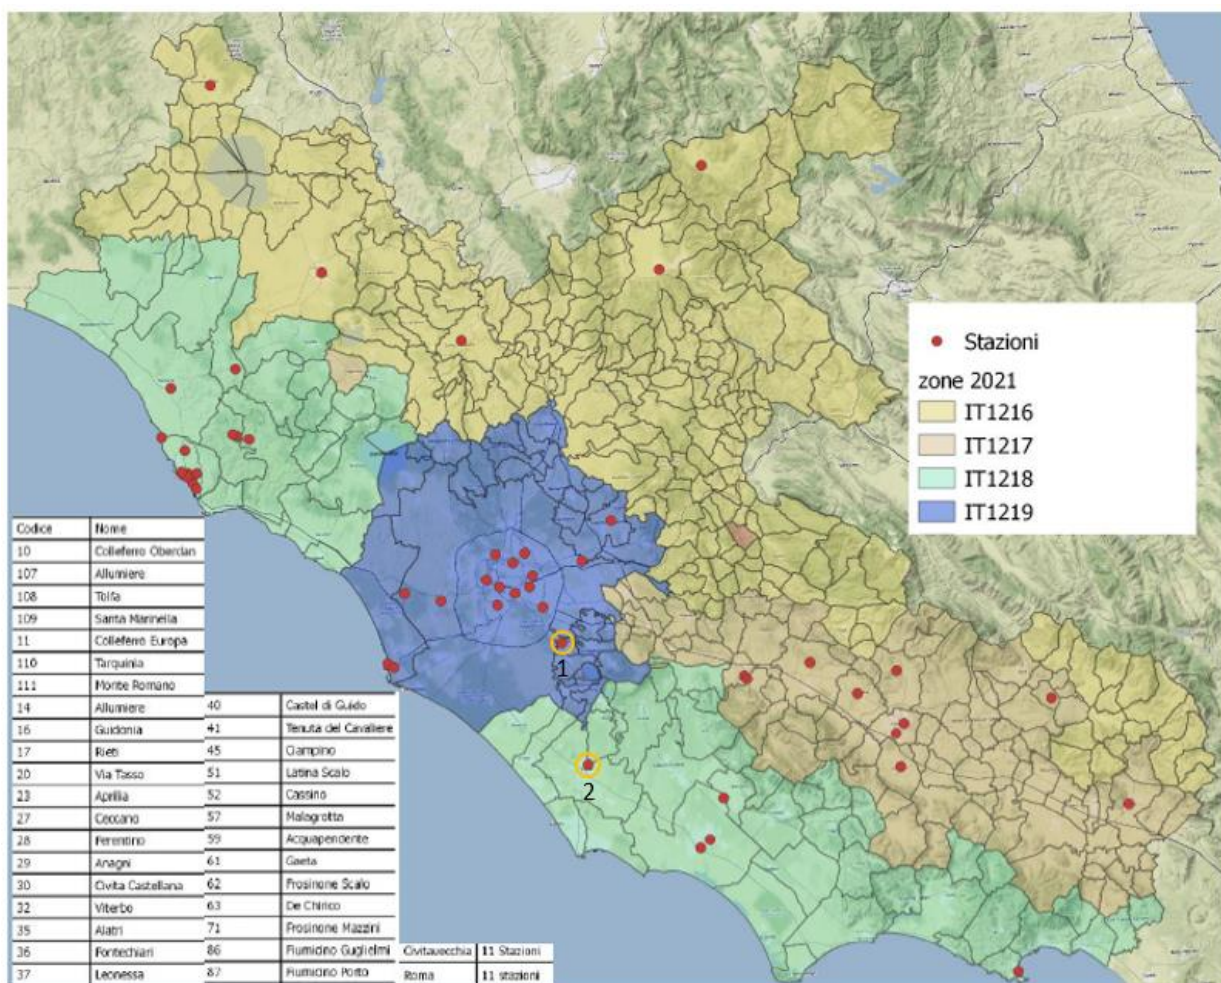 Stazioni
zone 2021
IT1216
IT1217
IT1218
IT1219
1
2
Codice Nome
10 Colleferro Oberdan
107 Allumiere
108 Tolfa
109 Santa Marinella
11 Colleferro Europa
110 Tarquinia
111 Monte Romano
14 Allumiere
16 Guidonia
17 Rieti
20 Via Tasso
23 Aprilia
27 Ceccano
28 Ferentino
29 Anagni
30 Civita Castellana
32 Viterbo
35 Alatri
36 Fontechiari
37 Leonessa
40 Castel di Guido
41 Tenuta del Cavaliere
45 Ciampino
51 Latina Scalo
52 Cassino
57 Malagrotta
59 Acquapendente
61 Gaeta
62 Frosinone Scalo
63 De Chirico
71 Frosinone Mazzini
86 Fiumicino Guglielmi
87 Fiumicino Porto
Civitavecchia 11 Stazioni
Roma 11 stazioni